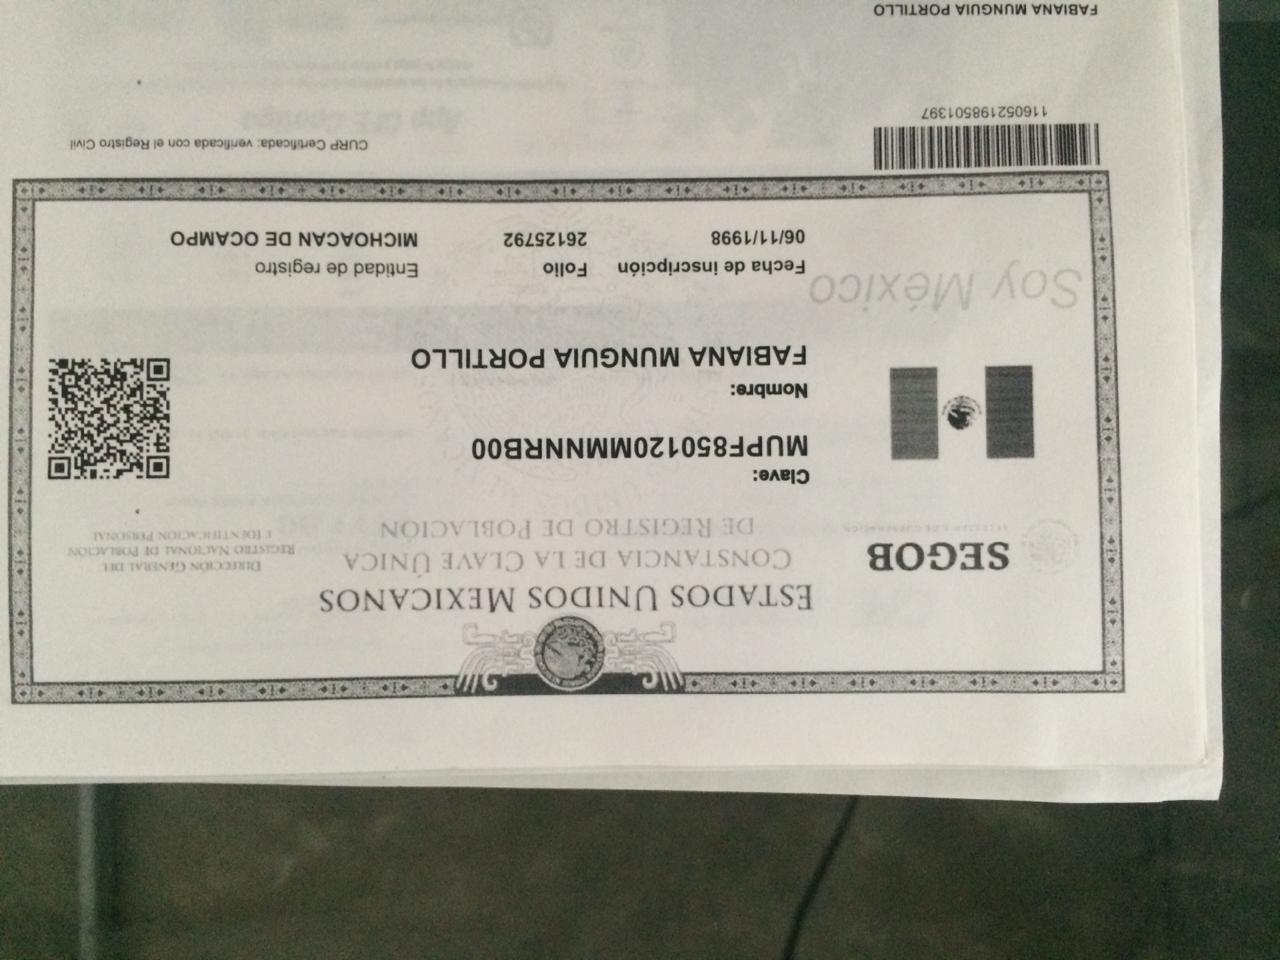 ESTADOS UNIDOS MEXICANOS
CONSTANCIA DE LA CLAVE ÚNICA
DE REGISTRO DE POBLACIÓN
SEGOB
DIRECCIÓN GENERAL DEL
REGISTRO NACIONAL DE POBLACIÓN
E IDENTIFICACIÓN PERSONAL
Clave:
MUPF850120MMNNRB00
Nombre:
FABIANA MUNGUIA PORTILLO
Soy México
Fecha de inscripción Folio Entidad de registro
06/11/1998 26125792 MICHOACAN DE OCAMPO
CURP Certificada: verificada con el Registro Civil
116052198501397
FABIANA MUNGUIA PORTILLO